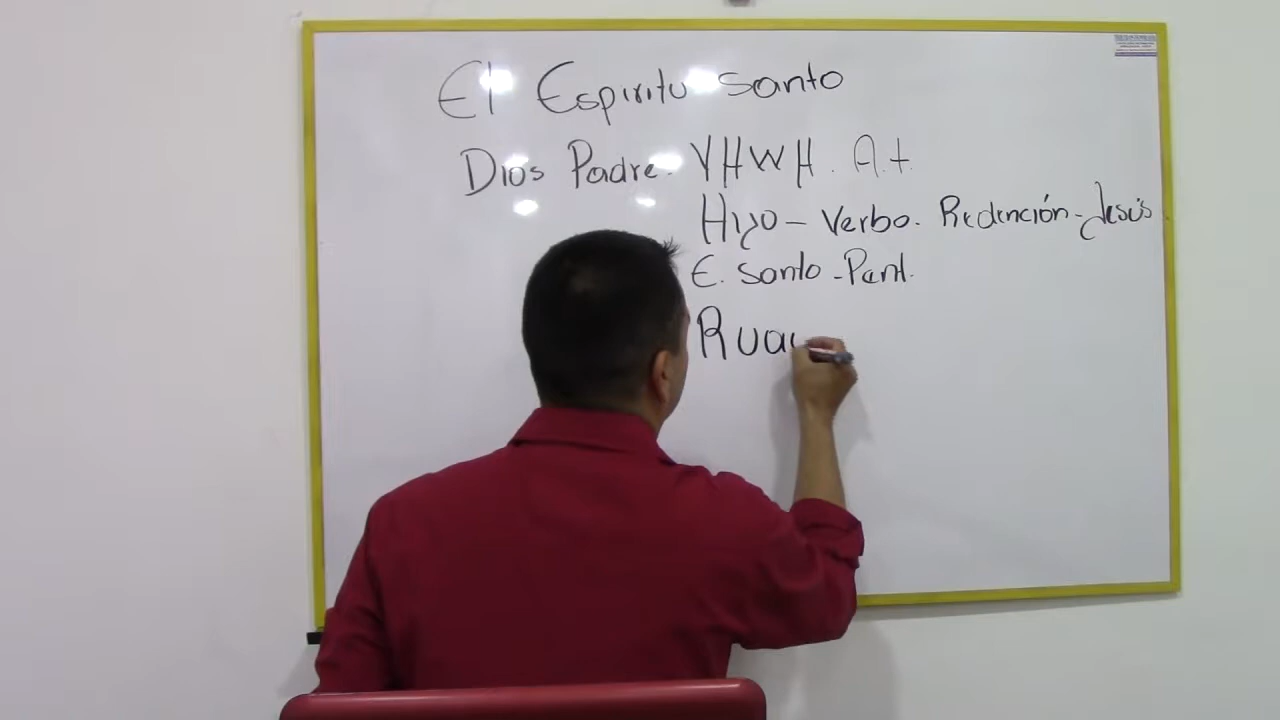 El Espiritu Santo
Dios Padre. YHWH. A.t.
Hijo - Verbo. Redención - Jesús
E. Santo - Pent.
Rua